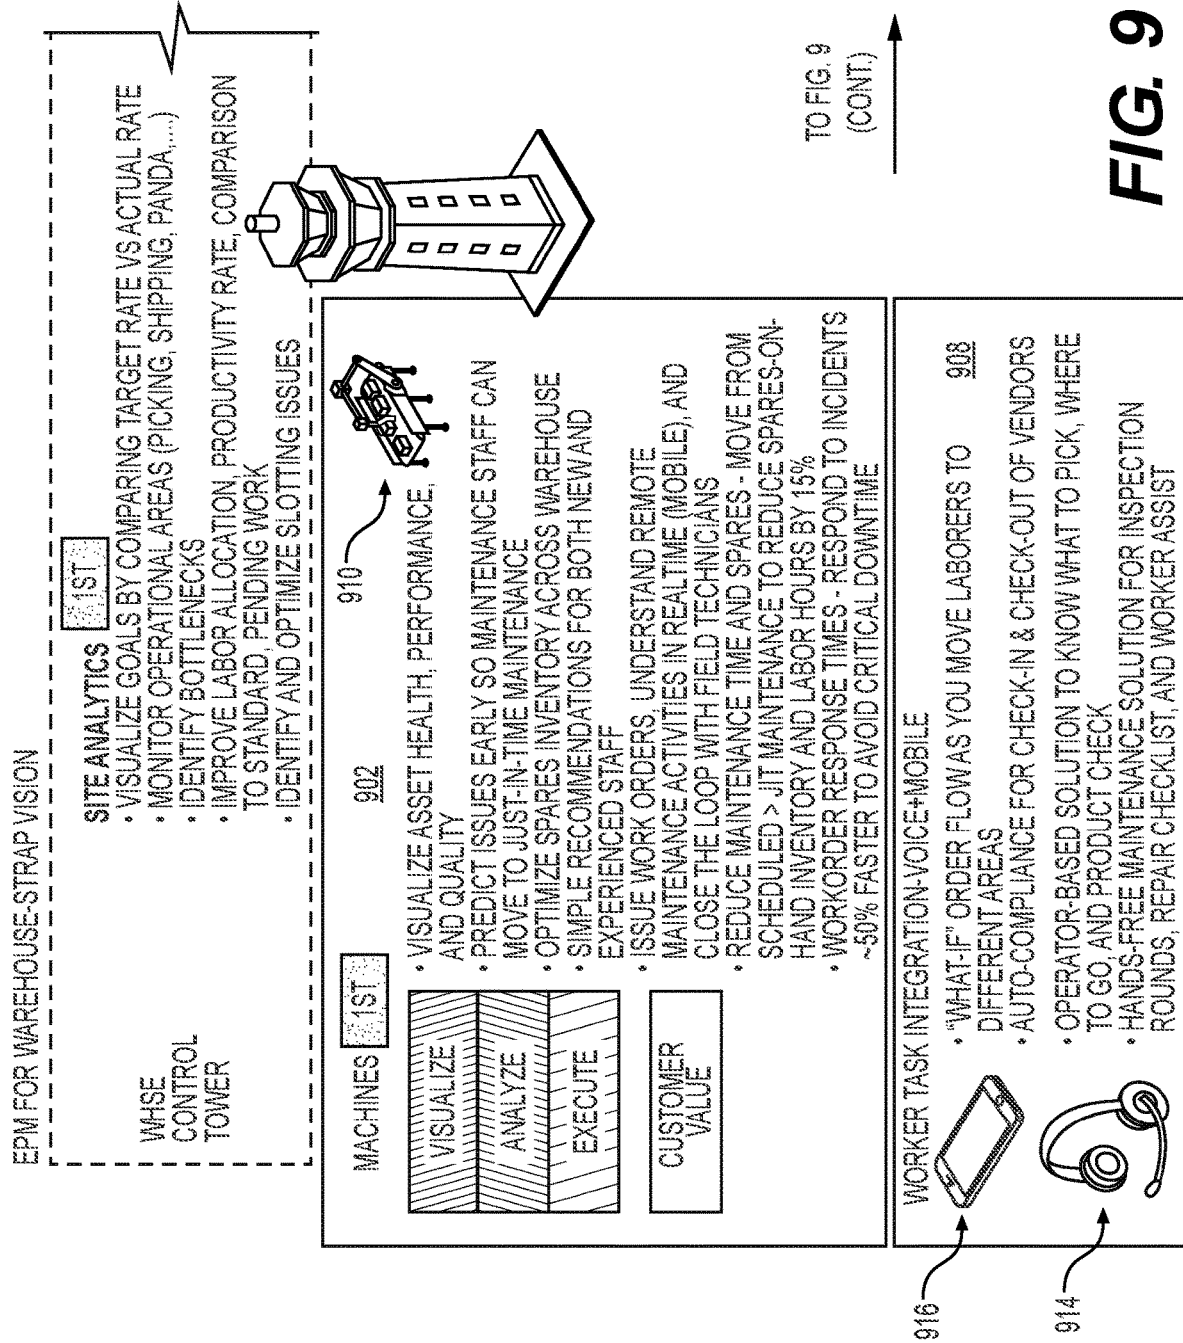 EPM FOR WAREHOUSE-STRAP VISION
WHSE
CONTROL
TOWER
1ST
SITE ANALYTICS
• VISUALIZE GOALS BY COMPARING TARGET RATE VS ACTUAL RATE
• MONITOR OPERATIONAL AREAS (PICKING, SHIPPING, PANDA,....)
• IDENTIFY BOTTLENECKS
• IMPROVE LABOR ALLOCATION, PRODUCTIVITY RATE, COMPARISON
TO STANDARD, PENDING WORK
• IDENTIFY AND OPTIMIZE SLOTTING ISSUES
MACHINES
1ST
902
910
VISUALIZE
ANALYZE
EXECUTE
CUSTOMER
VALUE
• VISUALIZE ASSET HEALTH, PERFORMANCE,
AND QUALITY
• PREDICT ISSUES EARLY SO MAINTENANCE STAFF CAN
MOVE TO JUST-IN-TIME MAINTENANCE
• OPTIMIZE SPARES INVENTORY ACROSS WAREHOUSE
• SIMPLE RECOMMENDATIONS FOR BOTH NEW AND
EXPERIENCED STAFF
• ISSUE WORK ORDERS, UNDERSTAND REMOTE
MAINTENANCE ACTIVITIES IN REALTIME (MOBILE), AND
CLOSE THE LOOP WITH FIELD TECHNICIANS
• REDUCE MAINTENANCE TIME AND SPARES - MOVE FROM
SCHEDULED > JIT MAINTENANCE TO REDUCE SPARES-ON-
HAND INVENTORY AND LABOR HOURS BY 15%
• WORKORDER RESPONSE TIMES - RESPOND TO INCIDENTS
~50% FASTER TO AVOID CRITICAL DOWNTIME
WORKER TASK INTEGRATION-VOICE+MOBILE
908
916
914
• "WHAT-IF" ORDER FLOW AS YOU MOVE LABORERS TO
DIFFERENT AREAS
• AUTO-COMPLIANCE FOR CHECK-IN & CHECK-OUT OF VENDORS
• OPERATOR-BASED SOLUTION TO KNOW WHAT TO PICK, WHERE
TO GO, AND PRODUCT CHECK
• HANDS-FREE MAINTENANCE SOLUTION FOR INSPECTION
ROUNDS, REPAIR CHECKLIST, AND WORKER ASSIST
TO FIG. 9
(CONT.)
FIG. 9